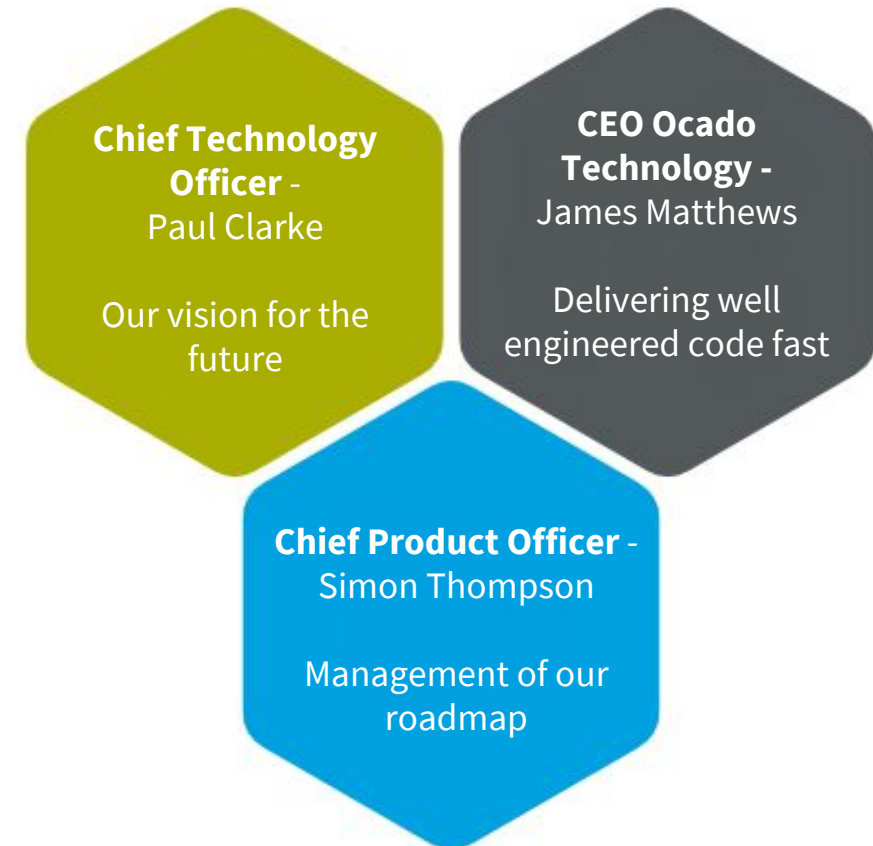 Chief Technology
Officer -
Paul Clarke
Our vision for the
future
CEO Ocado
Technology -
James Matthews
Delivering well
engineered code fast
Chief Product Officer -
Simon Thompson
Management of our
roadmap